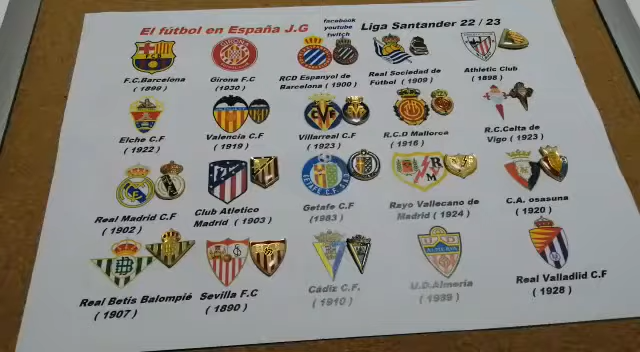 El fútbol en España J.G
facebook
youtube
twitch
Liga Santander 22 / 23
F.C.Barcelona
( 1899 )
Girona F.C
(1930)
RCD Espanyol de
Barcelona ( 1900 )
Real Sociedad de
Fútbol ( 1909 )
Athletic Club
( 1898 )
Elche C.F
( 1922 )
Valencia C.F
( 1919 )
Villarreal C.F
( 1923 )
R.C.D Mallorca
( 1916 )
R.C.Celta de
Vigo ( 1923 )
Real Madrid C.F
( 1902 )
Club Atletico
Madrid ( 1903 )
Getafe C.F
(1983)
Rayo Vallecano de
Madrid ( 1924 )
C.A. osasuna
( 1920 )
Real Betis Balompié
( 1907 )
Sevilla F.C
( 1890 )
Cádiz C.F.
( 1910 )
U.D.Almeria
( 1989 )
Real Valladlid C.F
( 1928 )